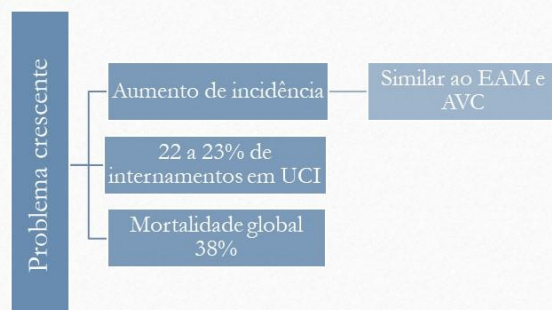 Problema crescente
Aumento de incidência
Similar ao EAM e
AVC
22 a 23% de
internamentos em UCI
Mortalidade global
38%